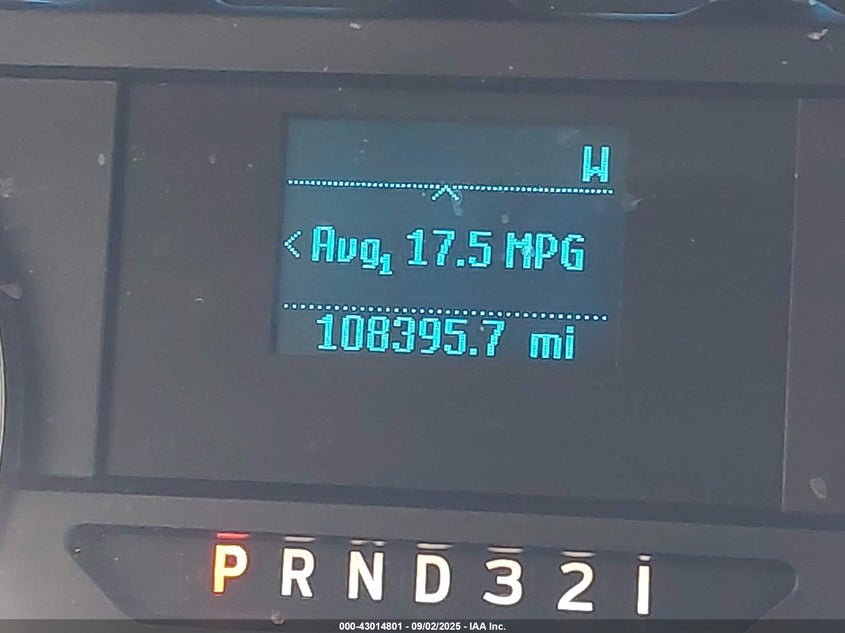 W
<Avg1 17.5 MPG
108395.7 mi
P R N D 3 2 1
000-43014801 - 09/02/2025 - IAA Inc.